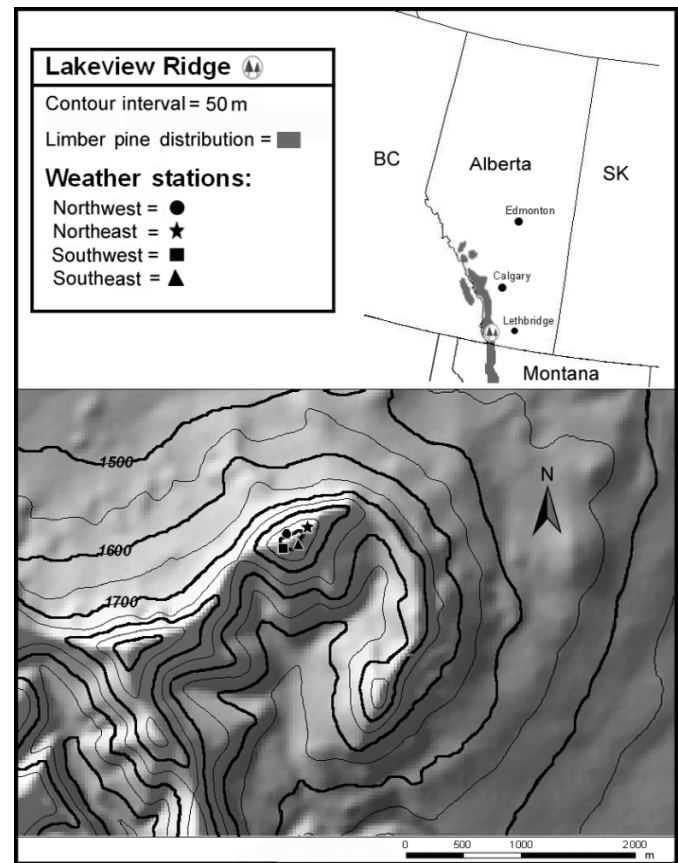 Lakeview Ridge
Contour interval = 50 m
Limber pine distribution =
Weather stations:
Northwest =
Northeast =
Southwest =
Southeast =
BC
Alberta
SK
Edmonton
Calgary
Lethbridge
Montana
1500
N
1600
1700
0 500 1000 2000
m